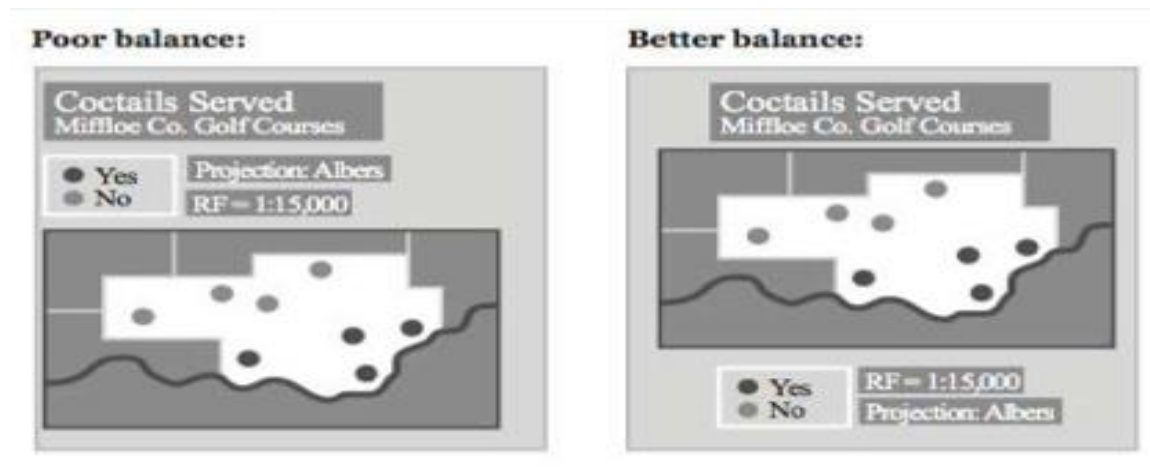 Poor balance:
Coctails Served
Miffloe Co. Golf Courses
Yes
No
Projection: Albers
RF = 1:15,000
Better balance:
Coctails Served
Miffloe Co. Golf Courses
Yes
No
RF = 1:15,000
Projection: Albers